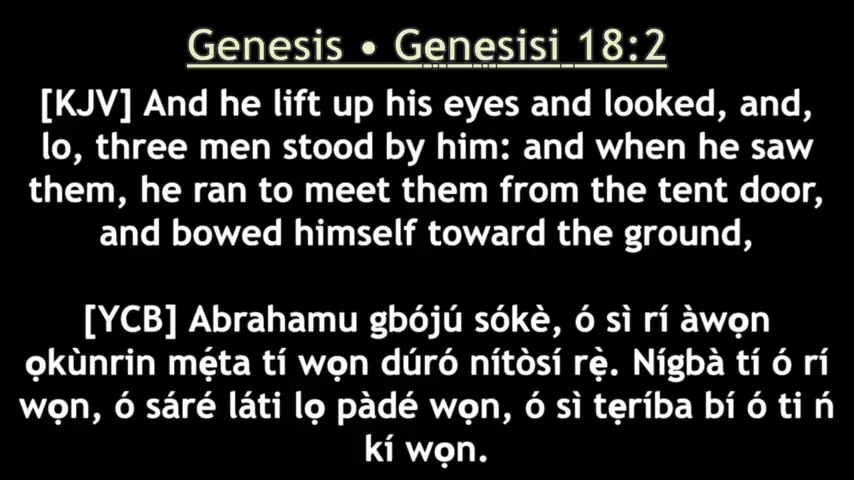 Genesis • Gẹnẹsisi 18:2
[KJV] And he lift up his eyes and looked, and,
lo, three men stood by him: and when he saw
them, he ran to meet them from the tent door,
and bowed himself toward the ground,
[YCB] Abrahamu gbójú sókè, ó sì rí àwọn
ọkùnrin mẹ́ta tí wọn dúró nítòsí rẹ̀. Nígbà tí ó rí
wọn, ó sáré láti lọ pàdé wọn, ó sì tẹríba bí ó ti ń
kí wọn.